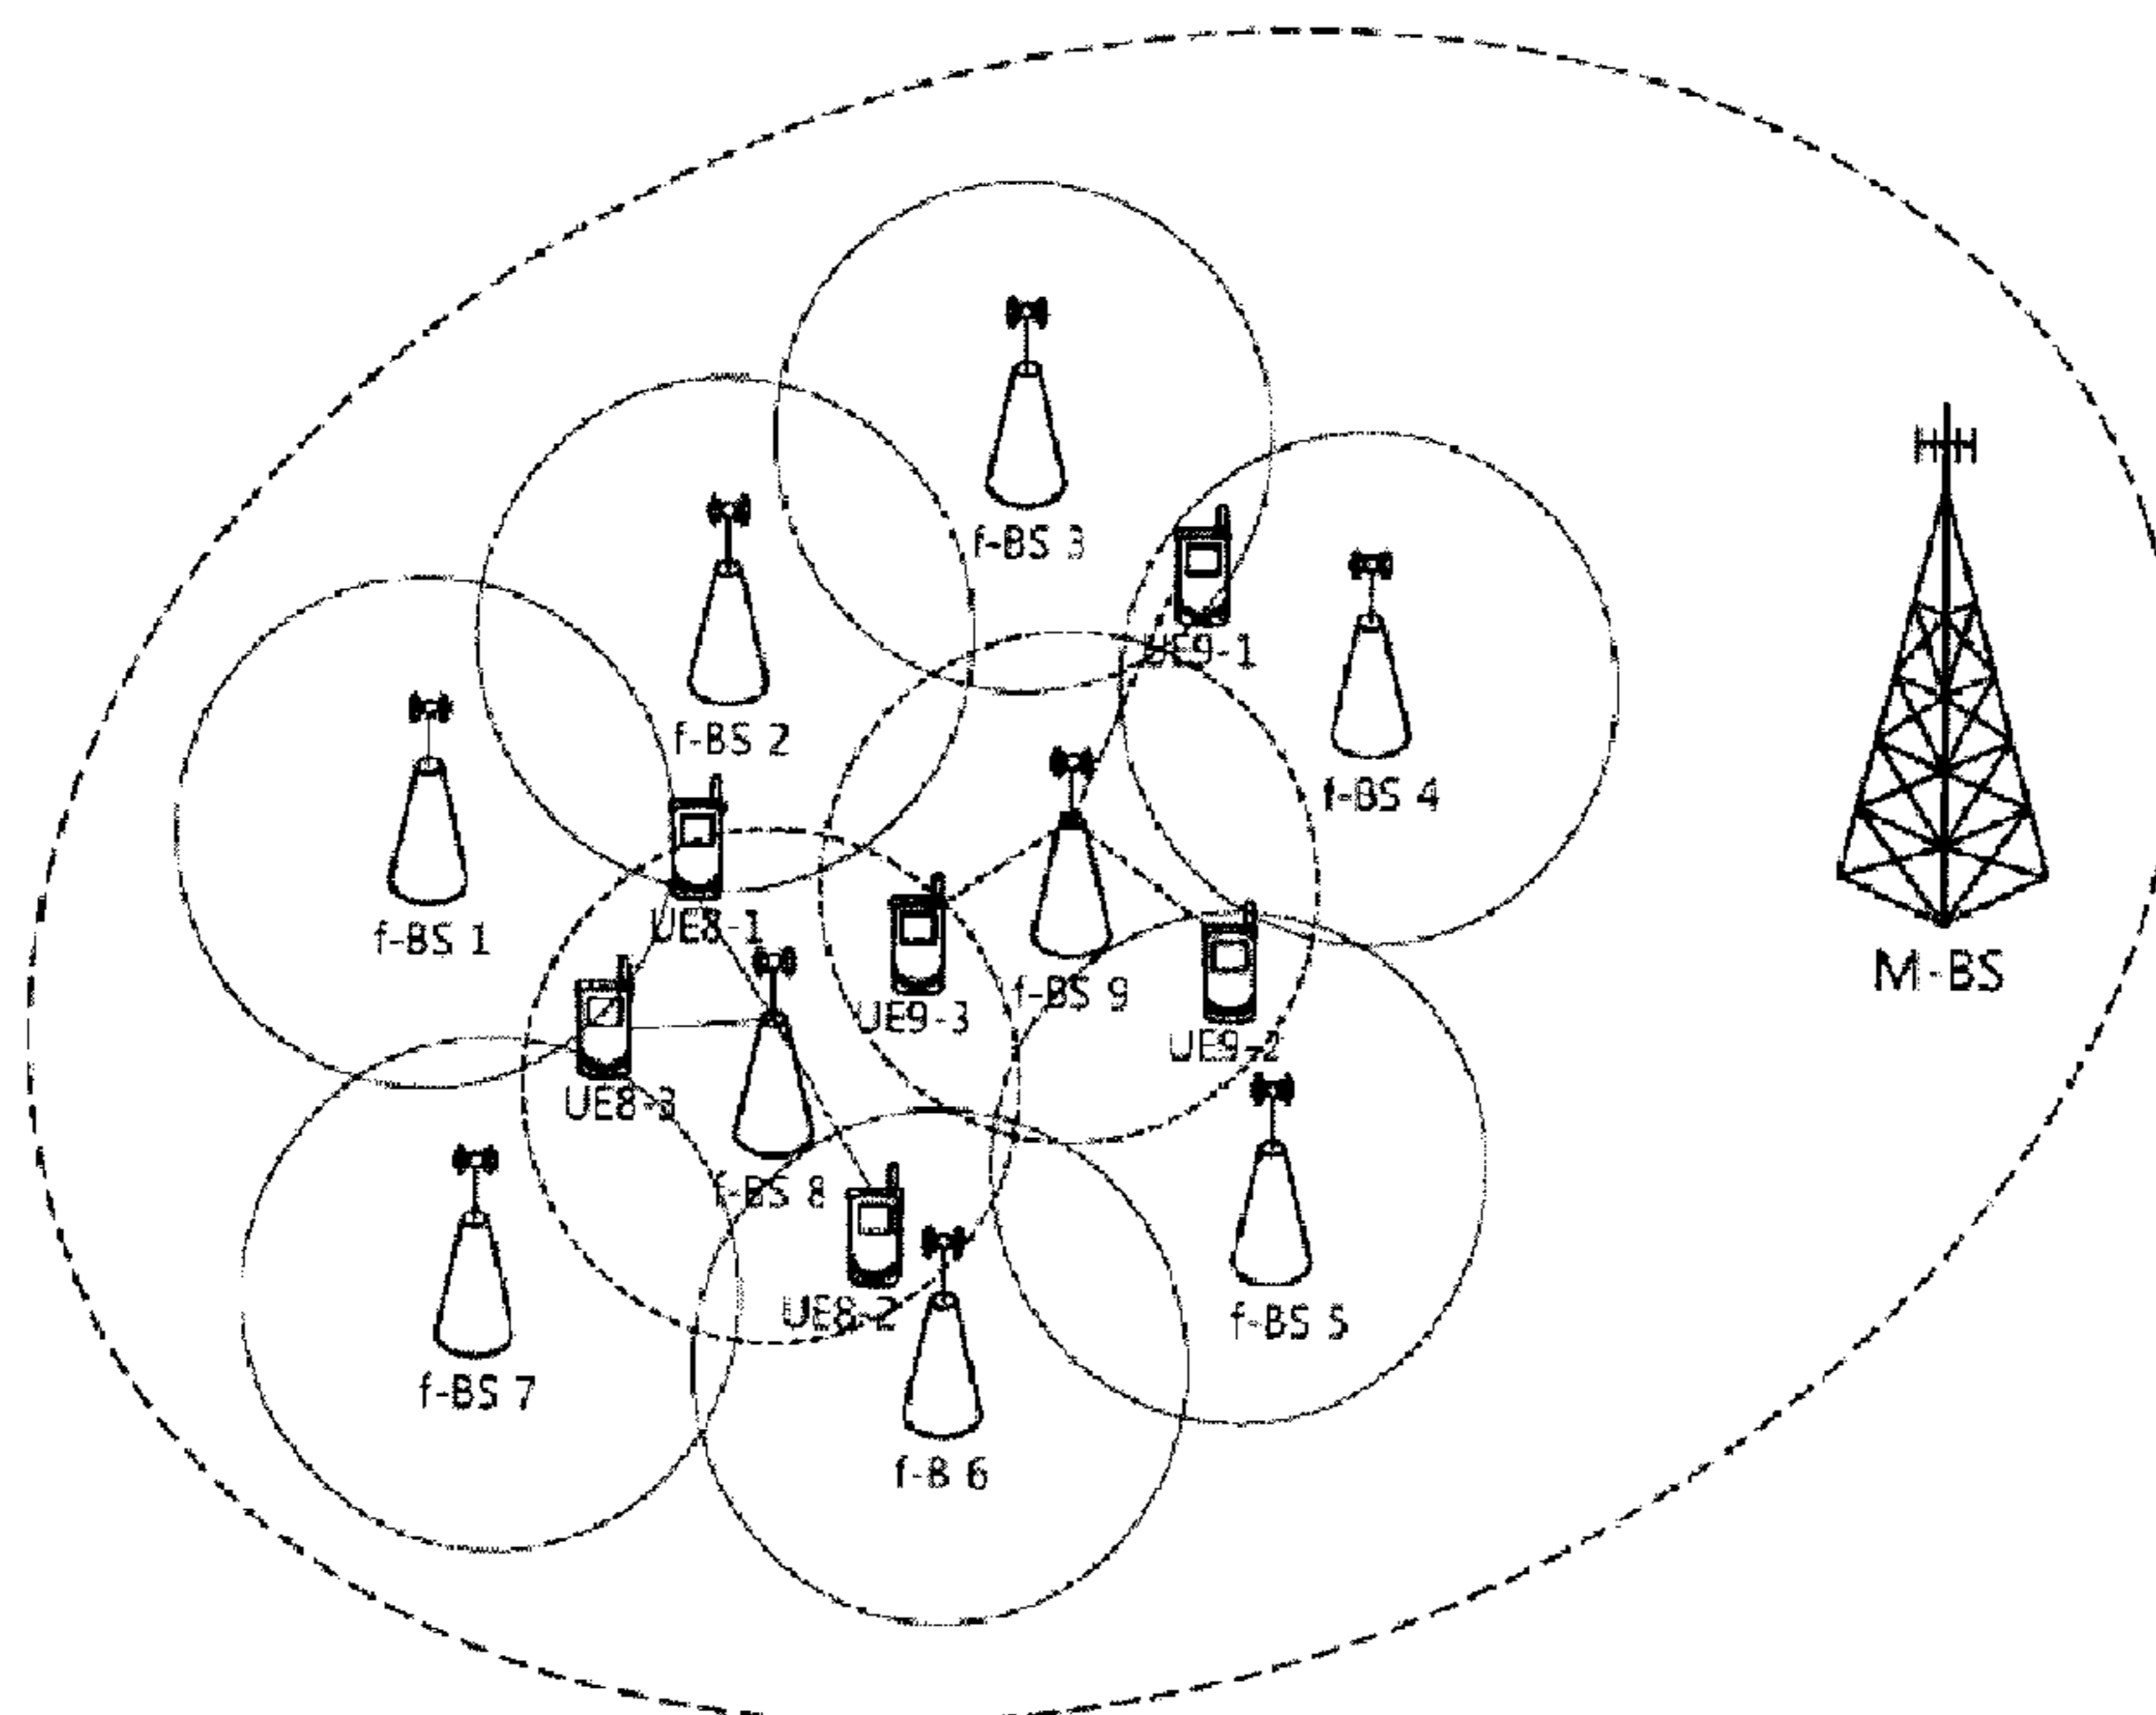 f-BS 3
UE9-1
f-BS 2
f-BS 4
UE8-1
f-BS 1
M-BS
f-BS 9
UE9-3
UE9-2
UE8-3
f-BS 8
UE8-2
f-BS 5
f-BS 7
f-B 6